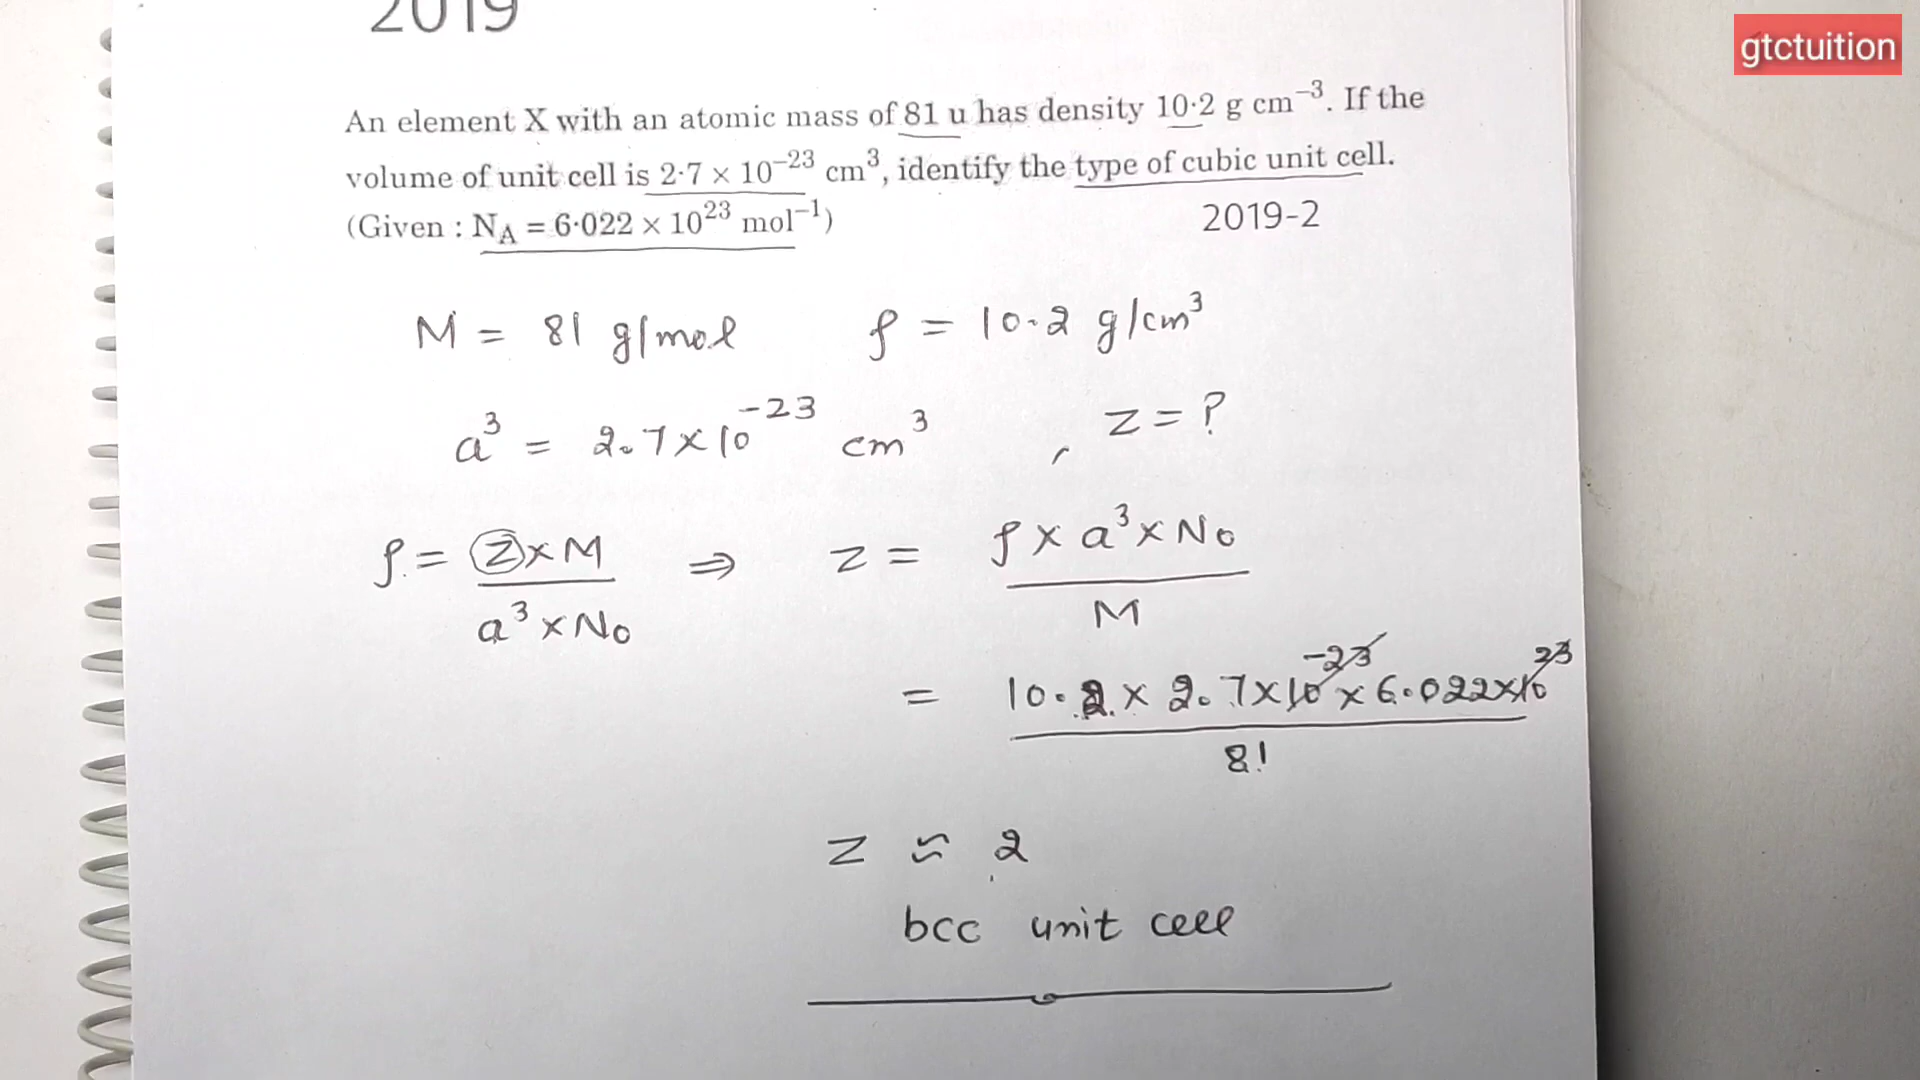 2019
gtctuition
An element X with an atomic mass of 81 u has density 10·2 g cm⁻³. If the
volume of unit cell is 2·7 × 10⁻²³ cm³, identify the type of cubic unit cell.
(Given : N_A = 6·022 × 10²³ mol⁻¹)
2019-2
M = 81 g/mol ρ = 10.2 g/cm³
a³ = 2.7×10⁻²³ cm³ , z = ?
ρ = z×M / a³×N₀ ⇒ z = ρ × a³ × N₀ / M
= 10.2 × 2.7×10⁻²³ × 6.022×10²³ / 81
z ≈ 2
bcc unit cell